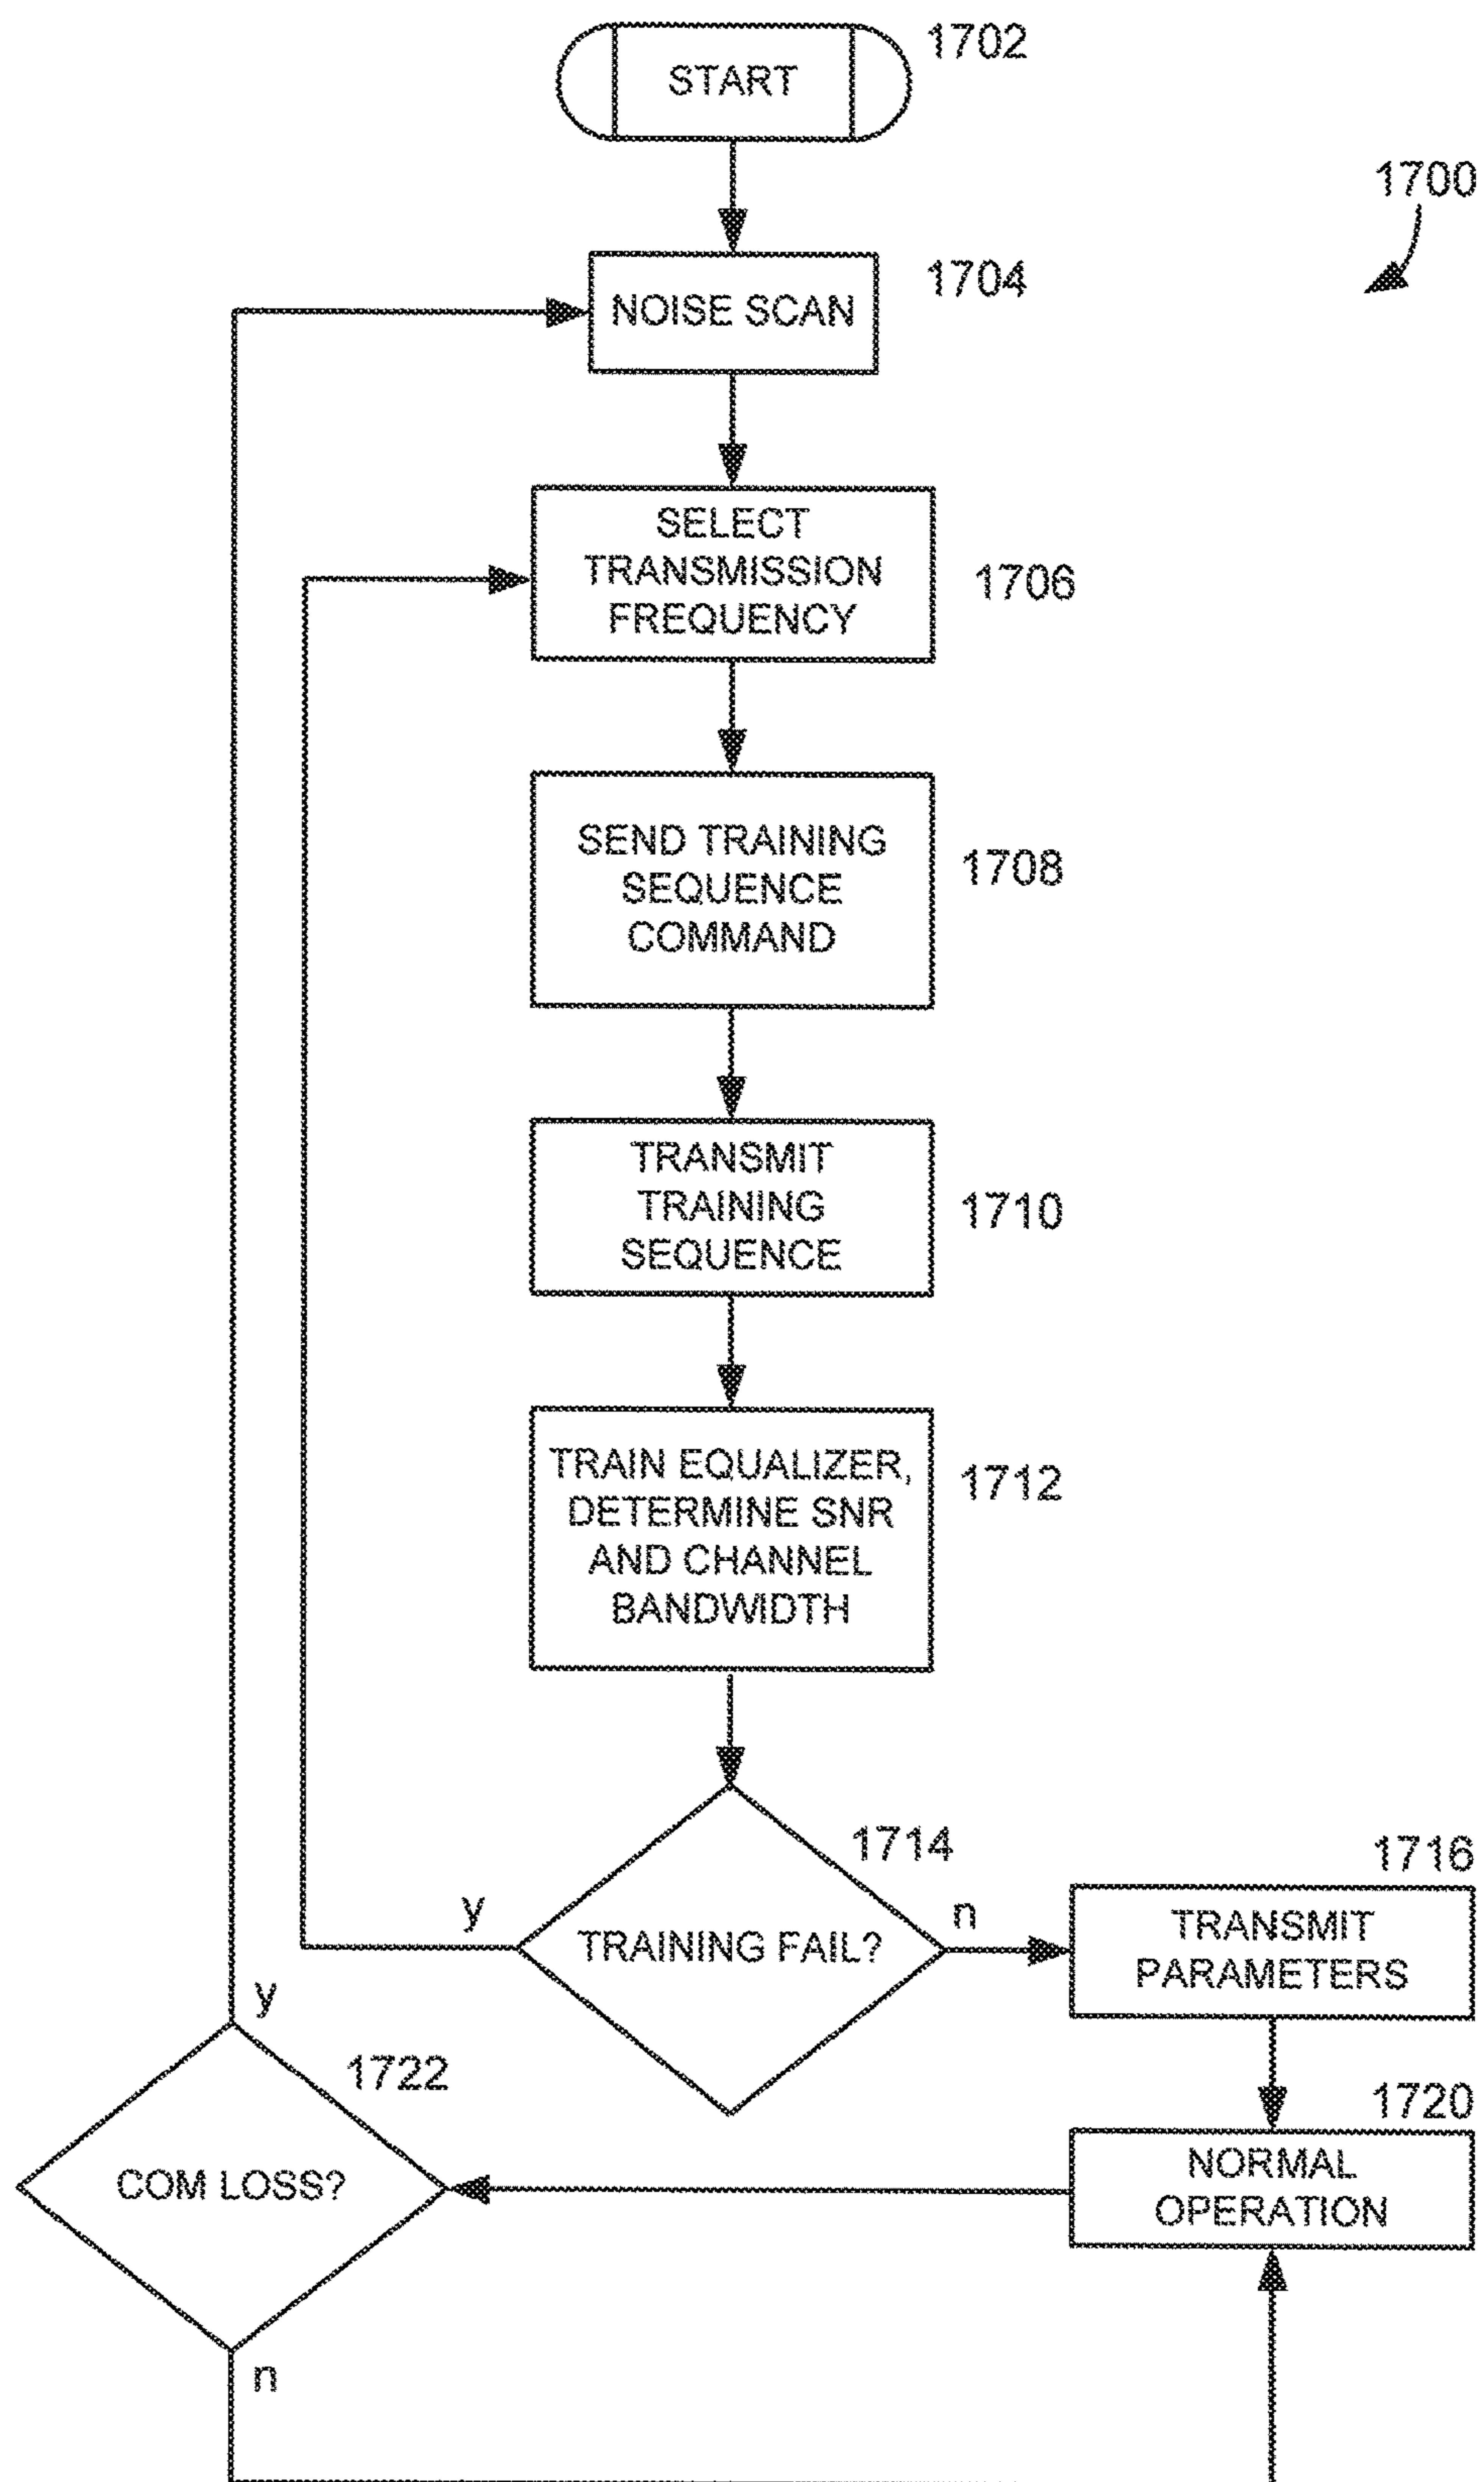 1702
START
1700
1704
NOISE SCAN
SELECT
TRANSMISSION
FREQUENCY
1706
SEND TRAINING
SEQUENCE
COMMAND
1708
TRANSMIT
TRAINING
SEQUENCE
1710
TRAIN EQUALIZER,
DETERMINE SNR
AND CHANNEL
BANDWIDTH
1712
1714
y
TRAINING FAIL?
n
1716
TRANSMIT
PARAMETERS
y
1722
COM LOSS?
n
1720
NORMAL
OPERATION